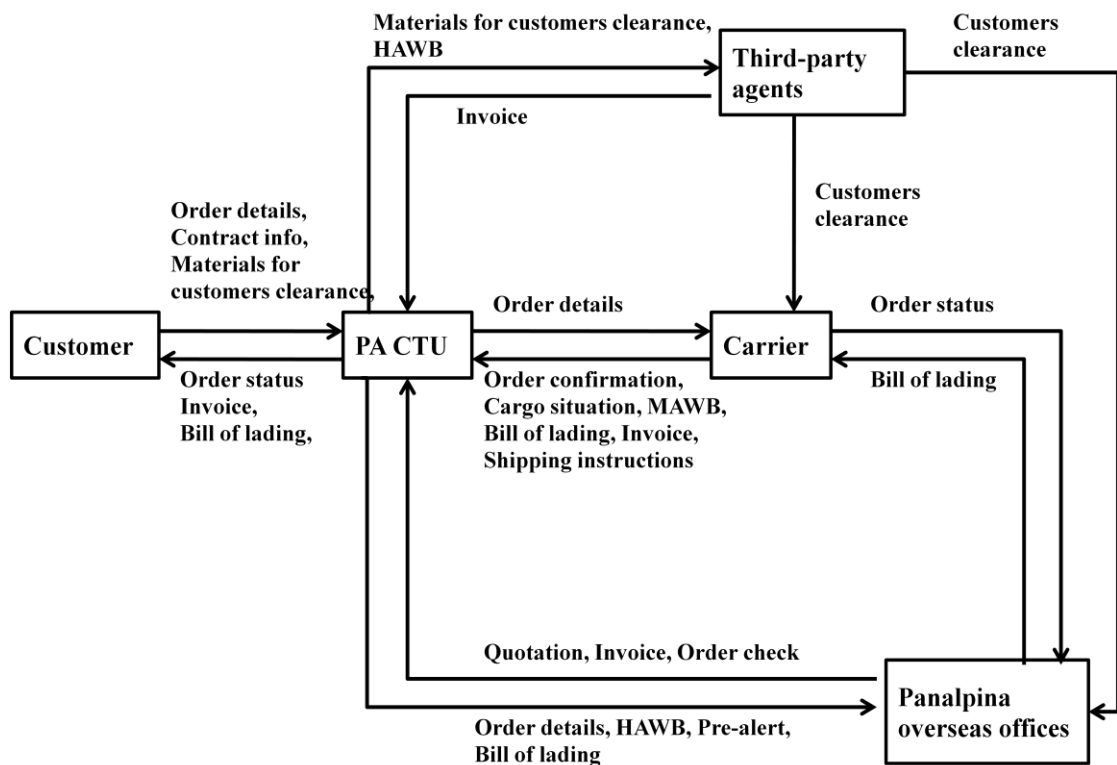 Materials for customers clearance,
HAWB
Customers
clearance
Third-party
agents
Invoice
Customers
clearance
Order details,
Contract info,
Materials for
customers clearance,
Order details
Order status
Customer
PA CTU
Carrier
Order status
Invoice,
Bill of lading,
Order confirmation,
Cargo situation, MAWB,
Bill of lading, Invoice,
Shipping instructions
Bill of lading
Quotation, Invoice, Order check
Panalpina
overseas offices
Order details, HAWB, Pre-alert,
Bill of lading